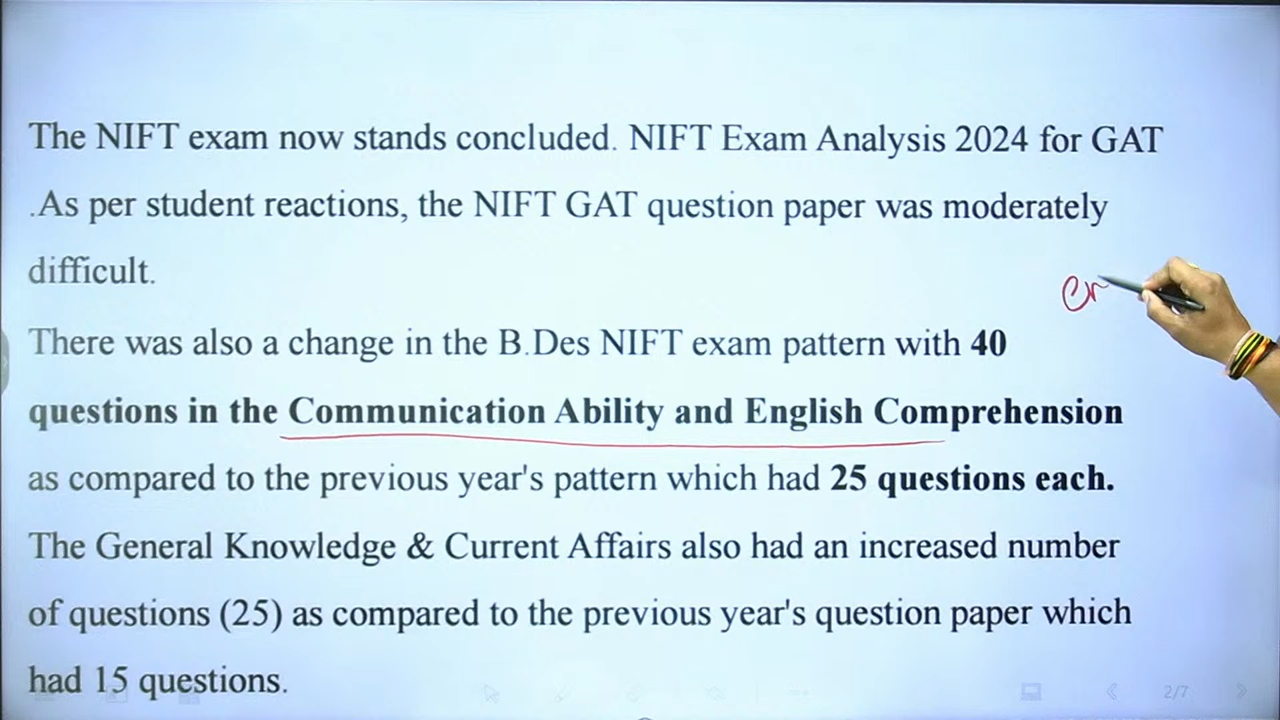 The NIFT exam now stands concluded. NIFT Exam Analysis 2024 for GAT
.As per student reactions, the NIFT GAT question paper was moderately
difficult.
Cr
There was also a change in the B.Des NIFT exam pattern with 40
questions in the Communication Ability and English Comprehension
as compared to the previous year's pattern which had 25 questions each.
The General Knowledge & Current Affairs also had an increased number
of questions (25) as compared to the previous year's question paper which
had 15 questions.
2/7